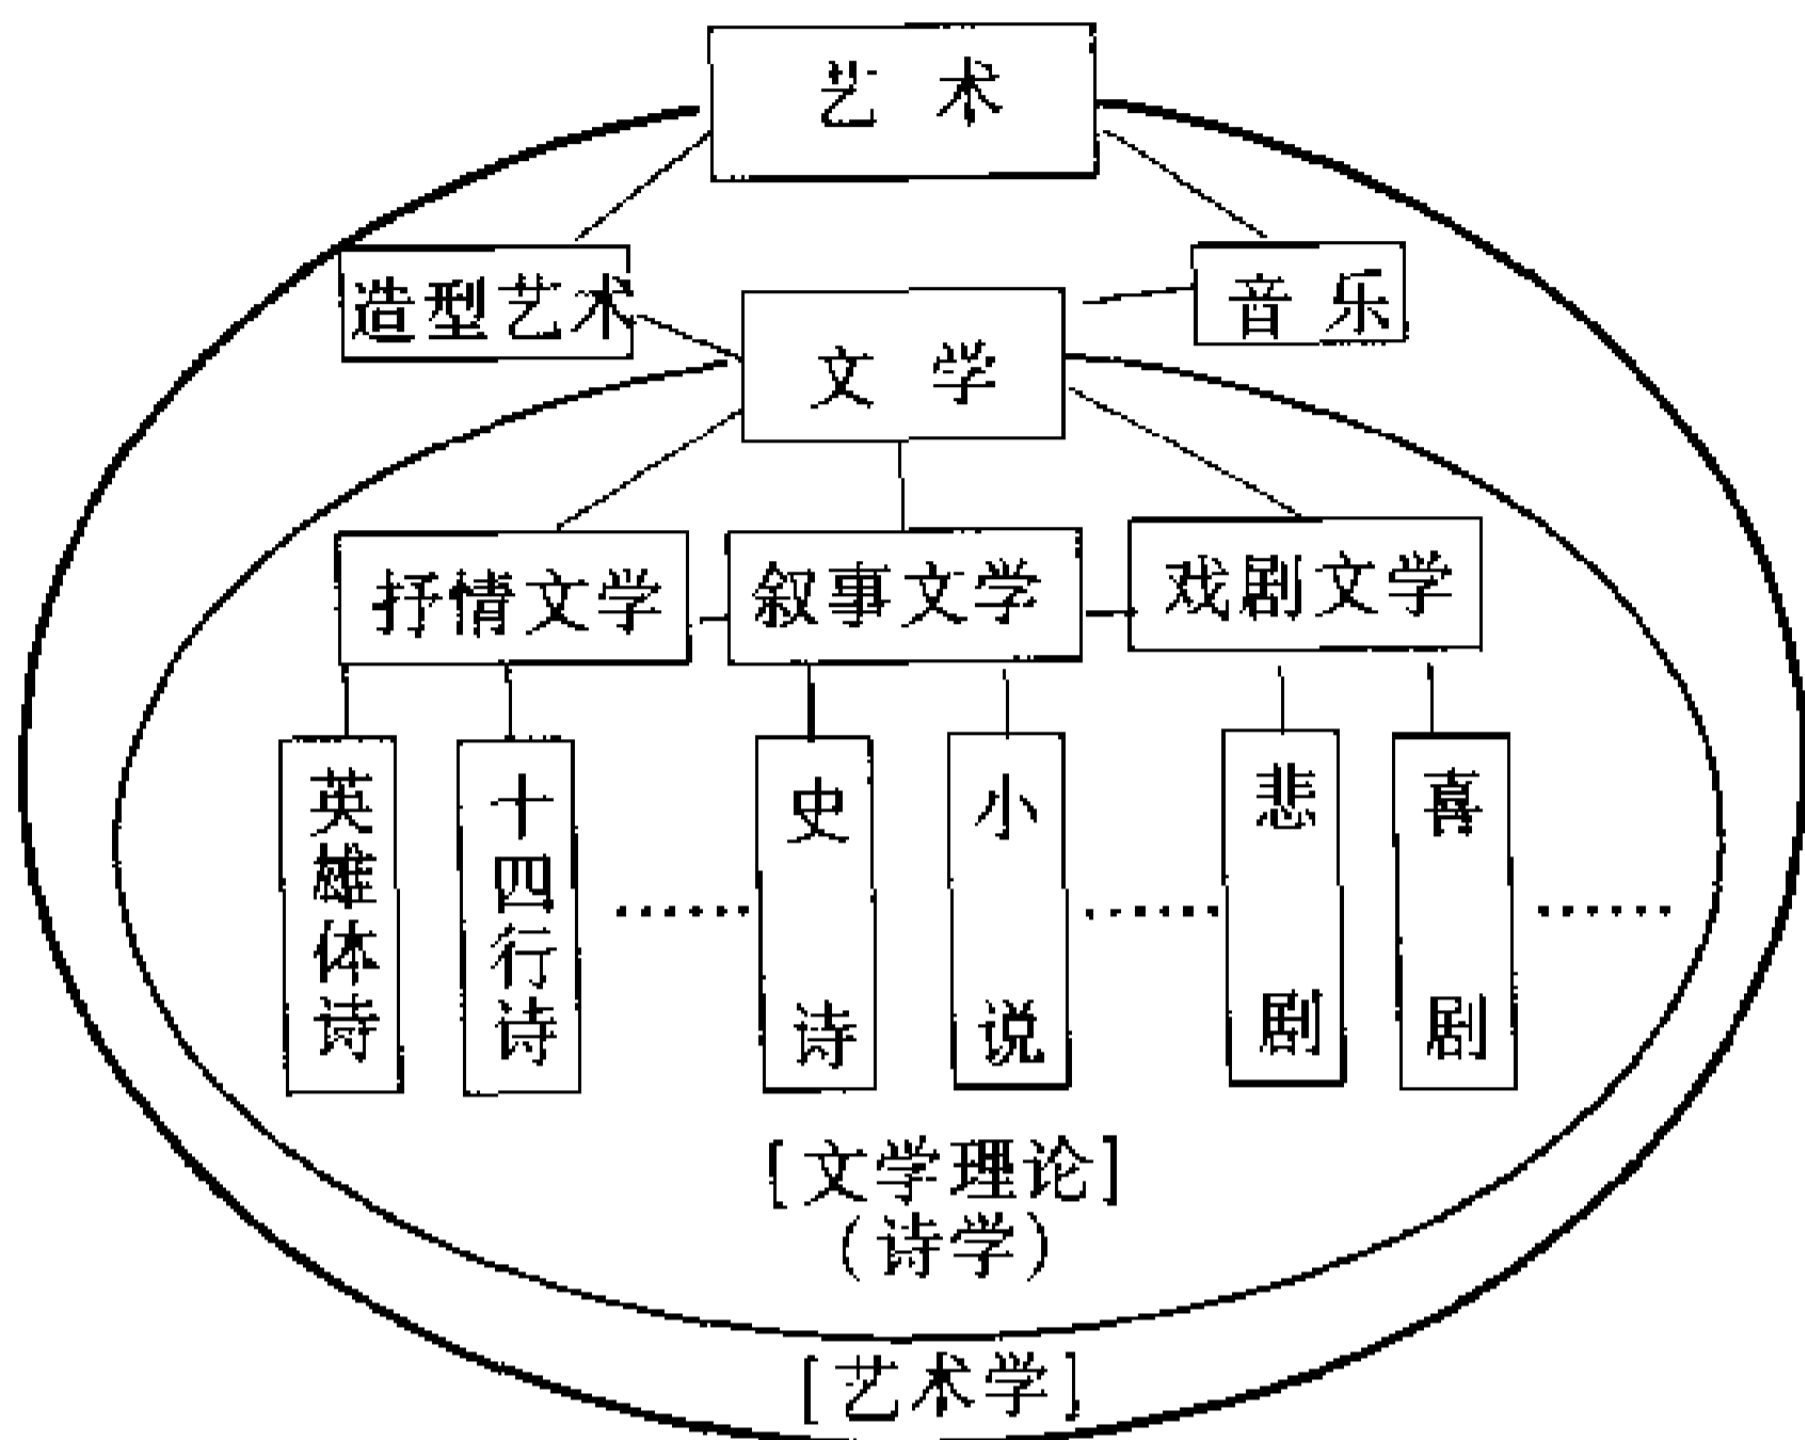 艺术
造型艺术
音乐
文学
抒情文学
叙事文学
戏剧文学
英雄体诗
十四行诗
……
史诗
小说
……
悲剧
喜剧
……
[文学理论]
(诗学)
[艺术学]